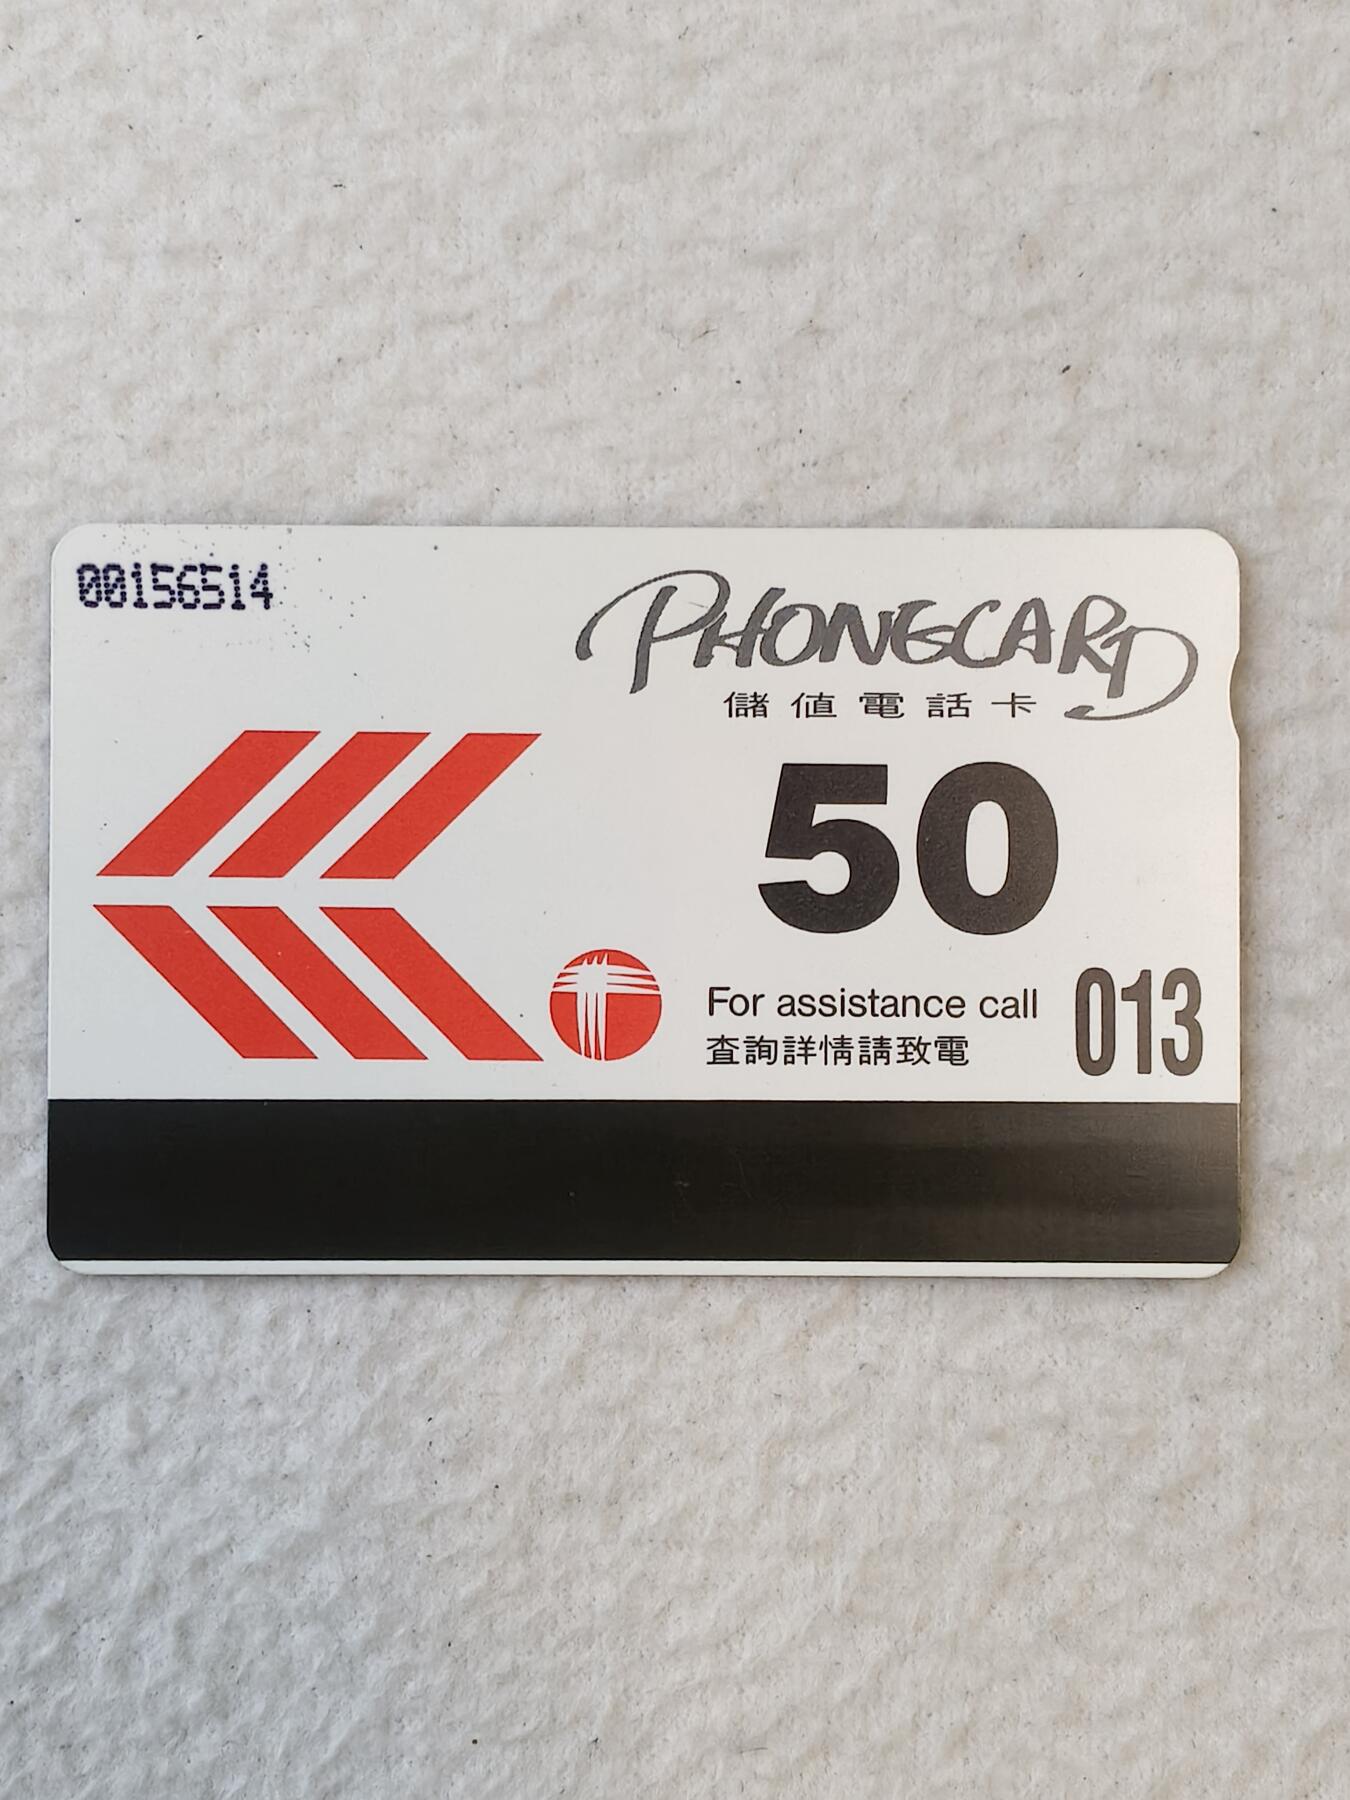 00156514
PHONECARD
儲值電話卡
50
For assistance call
查詢詳情請致電
013